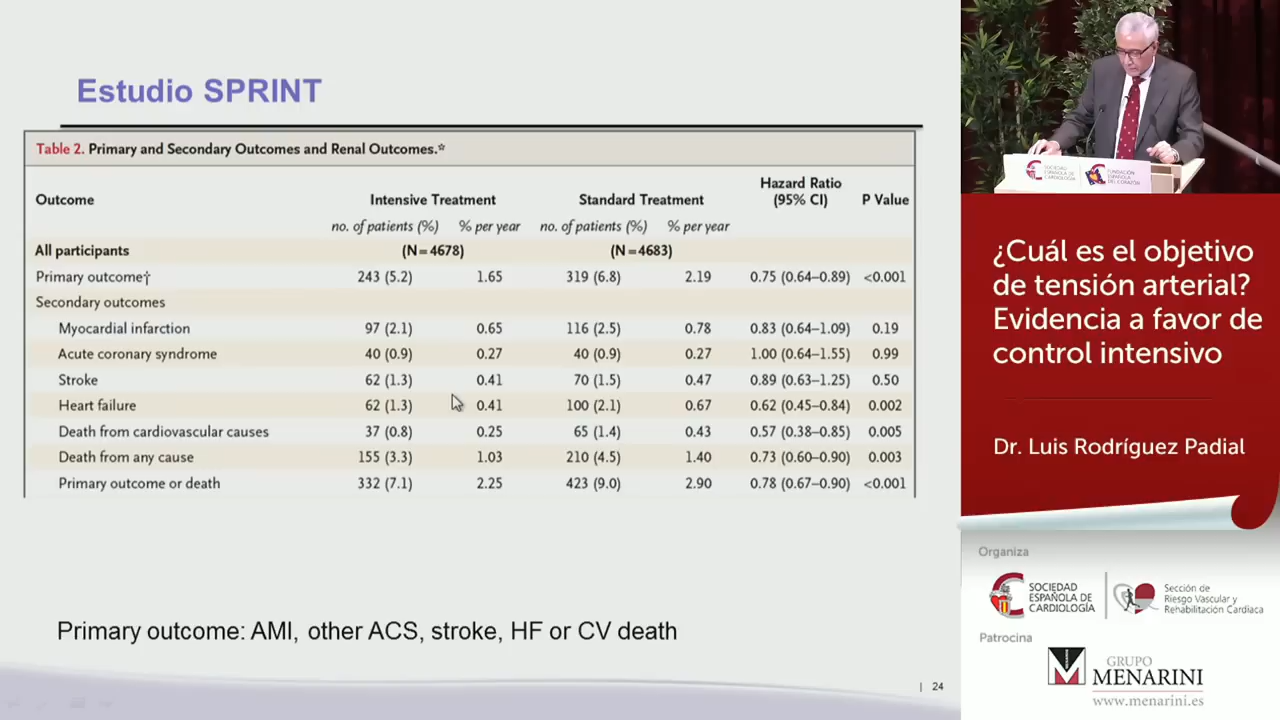 Estudio SPRINT
Table 2. Primary and Secondary Outcomes and Renal Outcomes.*
Outcome Intensive Treatment Standard Treatment Hazard Ratio (95% CI) P Value
no. of patients (%) % per year no. of patients (%) % per year
All participants (N=4678) (N=4683)
Primary outcome† 243 (5.2) 1.65 319 (6.8) 2.19 0.75 (0.64–0.89) <0.001
Secondary outcomes
Myocardial infarction 97 (2.1) 0.65 116 (2.5) 0.78 0.83 (0.64–1.09) 0.19
Acute coronary syndrome 40 (0.9) 0.27 40 (0.9) 0.27 1.00 (0.64–1.55) 0.99
Stroke 62 (1.3) 0.41 70 (1.5) 0.47 0.89 (0.63–1.25) 0.50
Heart failure 62 (1.3) 0.41 100 (2.1) 0.67 0.62 (0.45–0.84) 0.002
Death from cardiovascular causes 37 (0.8) 0.25 65 (1.4) 0.43 0.57 (0.38–0.85) 0.005
Death from any cause 155 (3.3) 1.03 210 (4.5) 1.40 0.73 (0.60–0.90) 0.003
Primary outcome or death 332 (7.1) 2.25 423 (9.0) 2.90 0.78 (0.67–0.90) <0.001
Primary outcome: AMI, other ACS, stroke, HF or CV death
| 24
SOCIEDAD
ESPAÑOLA DE
CARDIOLOGÍA
FUNDACIÓN
ESPAÑOLA
DEL CORAZÓN
¿Cuál es el objetivo
de tensión arterial?
Evidencia a favor de
control intensivo
Dr. Luis Rodríguez Padial
Organiza
SOCIEDAD
ESPAÑOLA DE
CARDIOLOGÍA
Sección de
Riesgo Vascular y
Rehabilitación Cardiaca
Patrocina
GRUPO
MENARINI
www.menarini.es